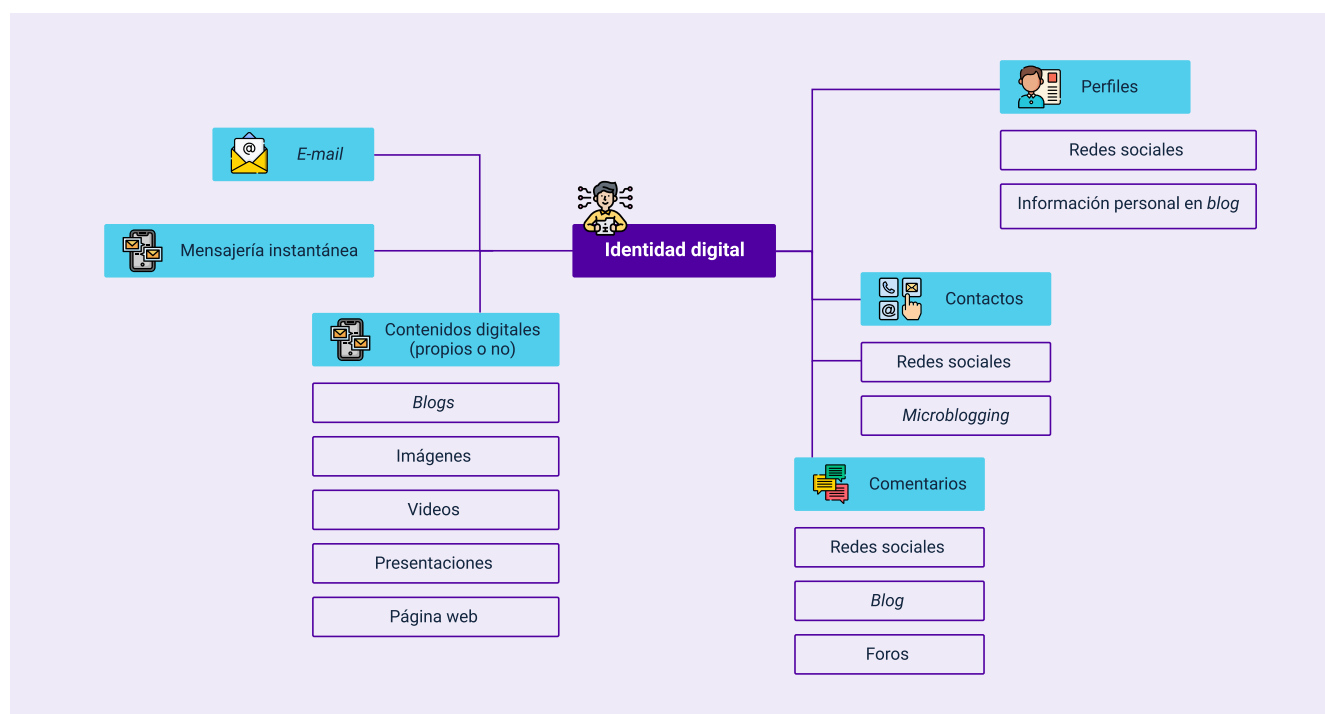 Identidad digital
E-mail
Mensajería instantánea
Contenidos digitales
(propios o no)
Blogs
Imágenes
Videos
Presentaciones
Página web
Perfiles
Redes sociales
Información personal en blog
Contactos
Redes sociales
Microblogging
Comentarios
Redes sociales
Blog
Foros